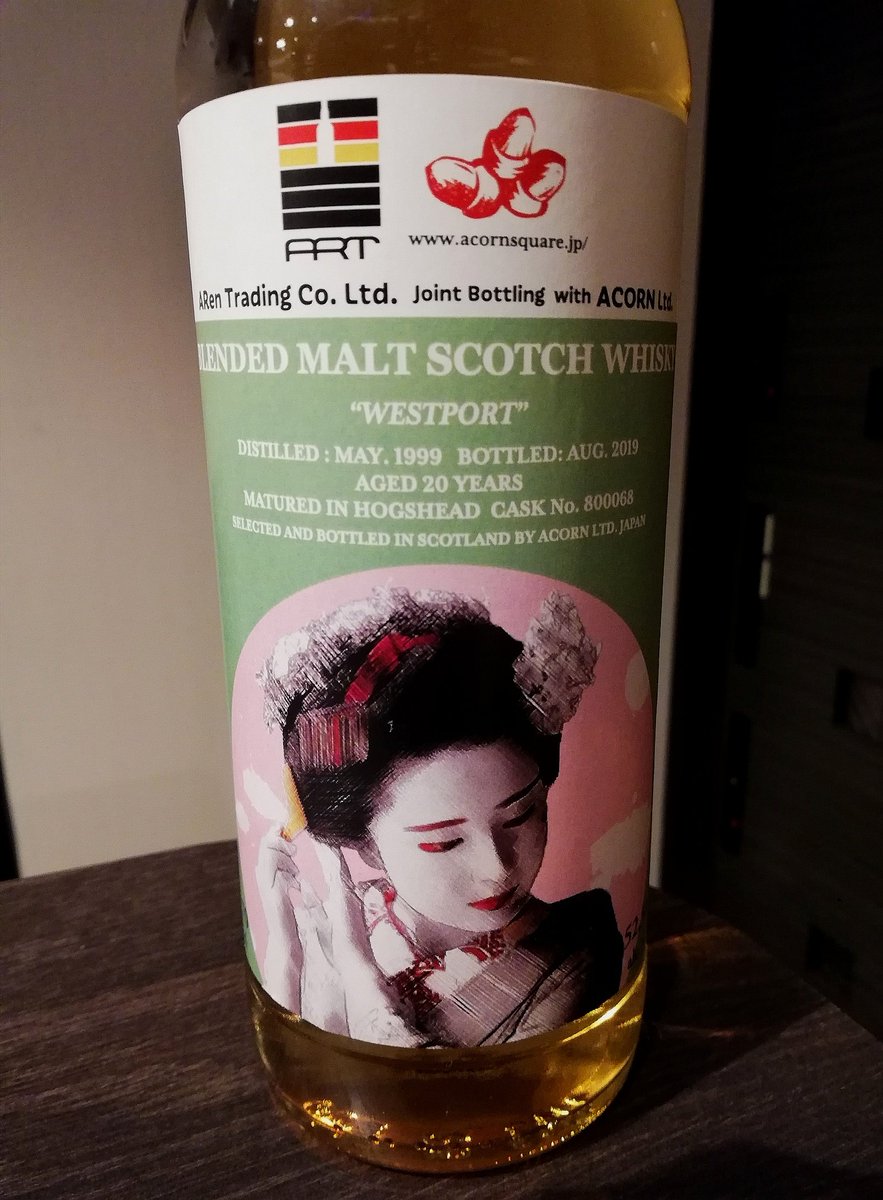 ART
www.acornsquare.jp/
ARen Trading Co. Ltd. Joint Bottling with ACORN Ltd.
BLENDED MALT SCOTCH WHISKY
“WESTPORT”
DISTILLED : MAY. 1999 BOTTLED: AUG. 2019
AGED 20 YEARS
MATURED IN HOGSHEAD CASK No. 800068
SELECTED AND BOTTLED IN SCOTLAND BY ACORN LTD. JAPAN